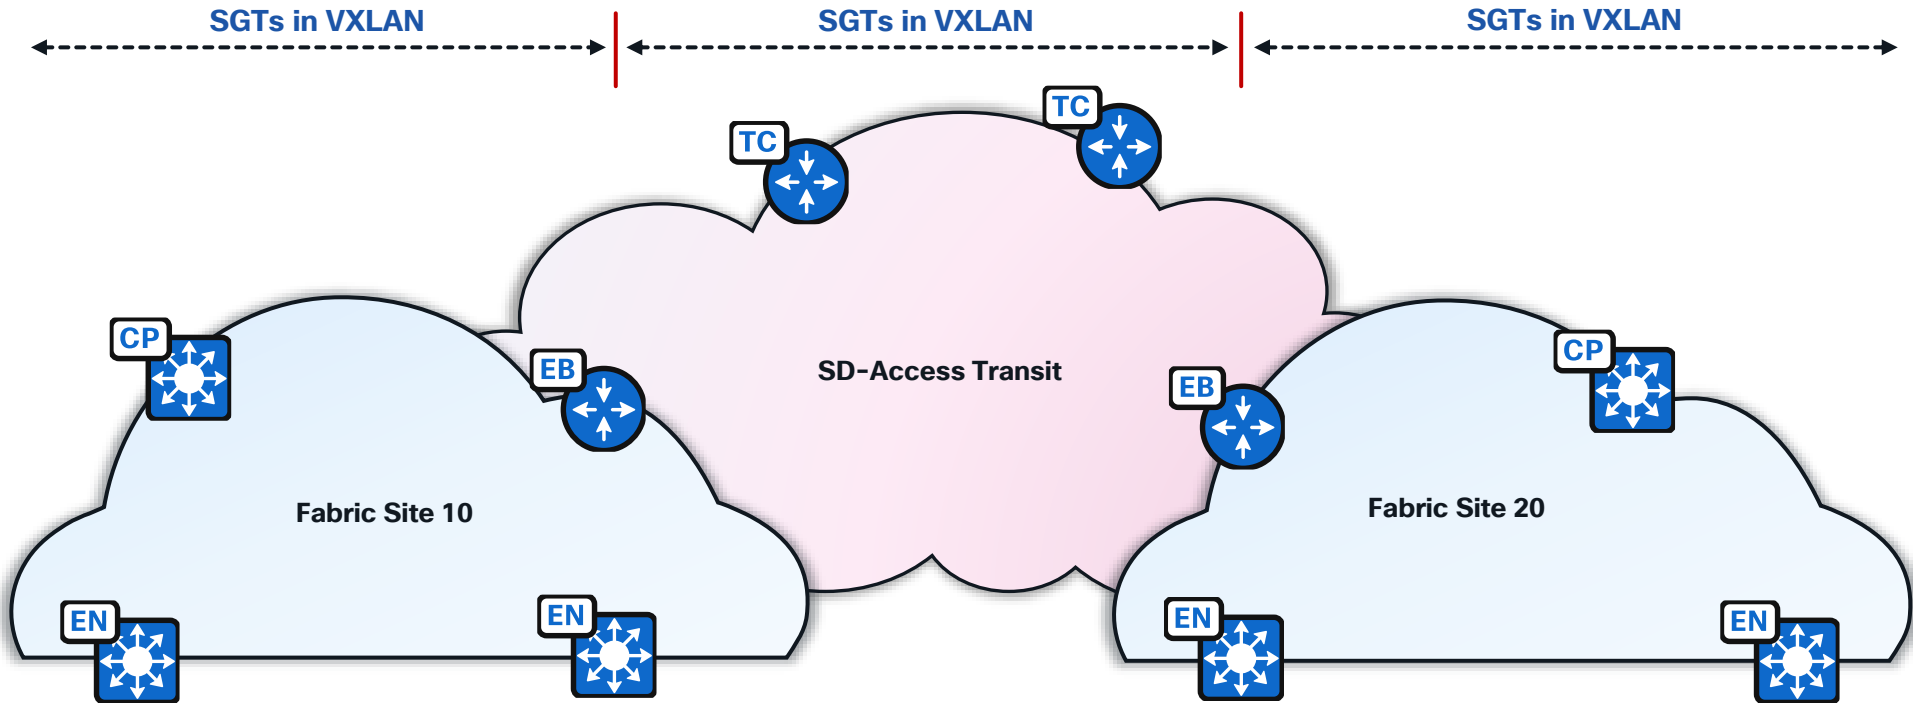 SGTs in VXLAN
SGTs in VXLAN
SGTs in VXLAN
TC
TC
CP
EB
SD-Access Transit
EB
CP
Fabric Site 10
Fabric Site 20
EN
EN
EN
EN